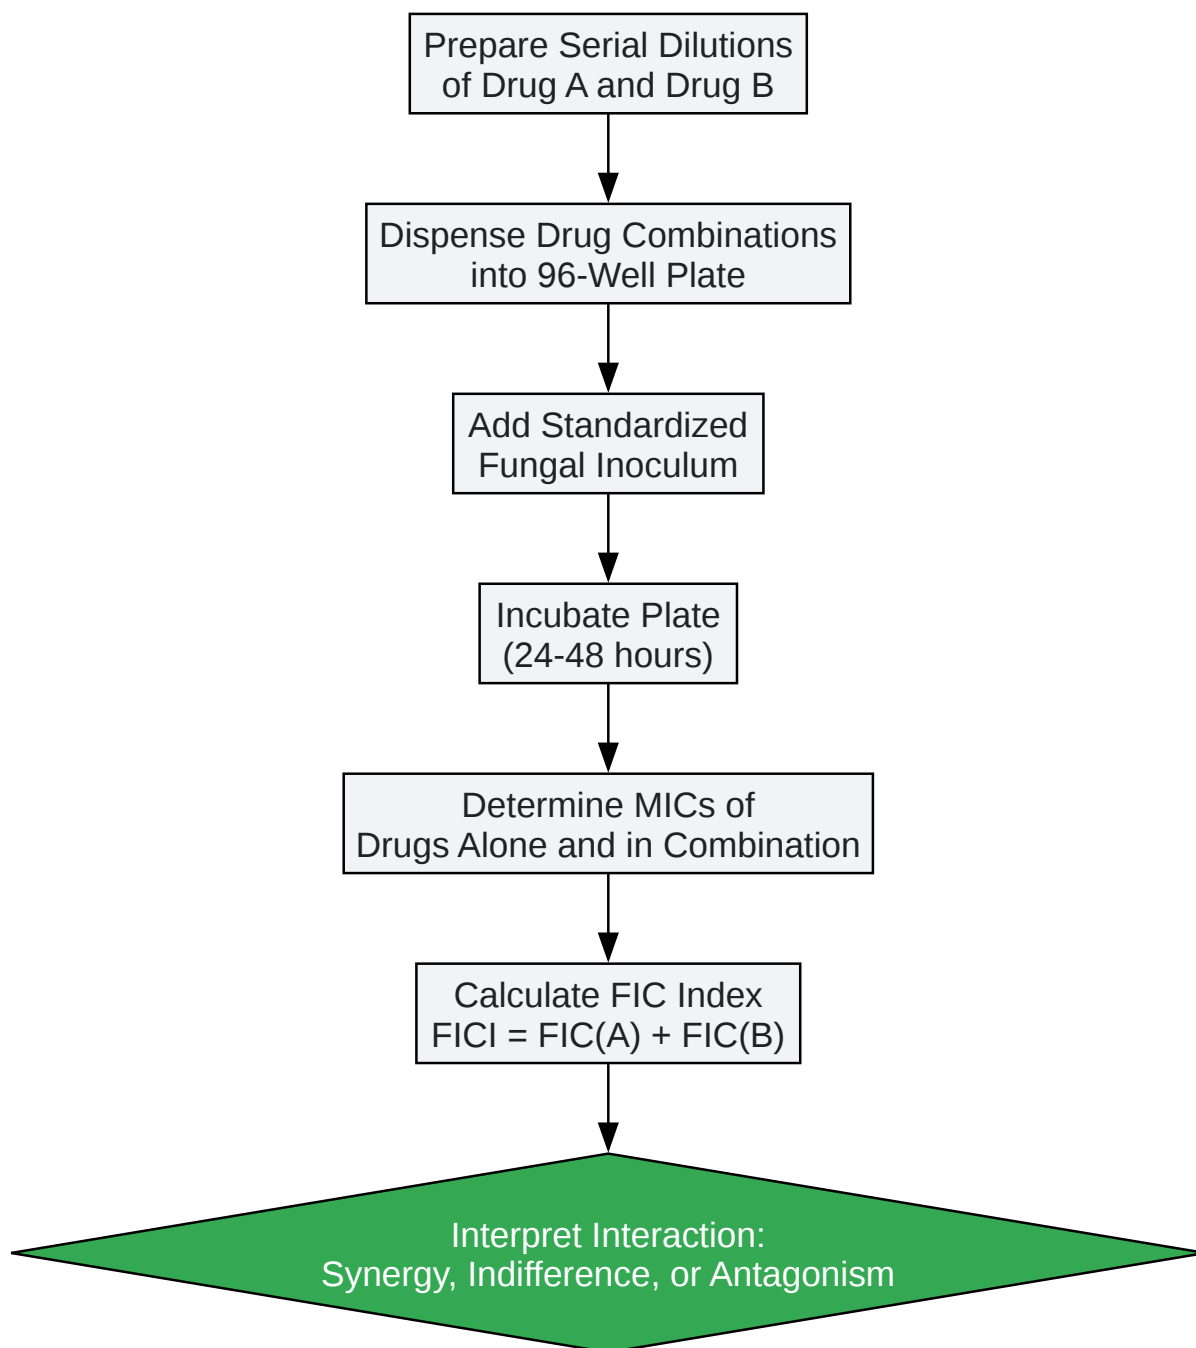 Prepare Serial Dilutions
of Drug A and Drug B
Dispense Drug Combinations
into 96-Well Plate
Add Standardized
Fungal Inoculum
Incubate Plate
(24-48 hours)
Determine MICs of
Drugs Alone and in Combination
Calculate FIC Index
FICI = FIC(A) + FIC(B)
Interpret Interaction:
Synergy, Indifference, or Antagonism